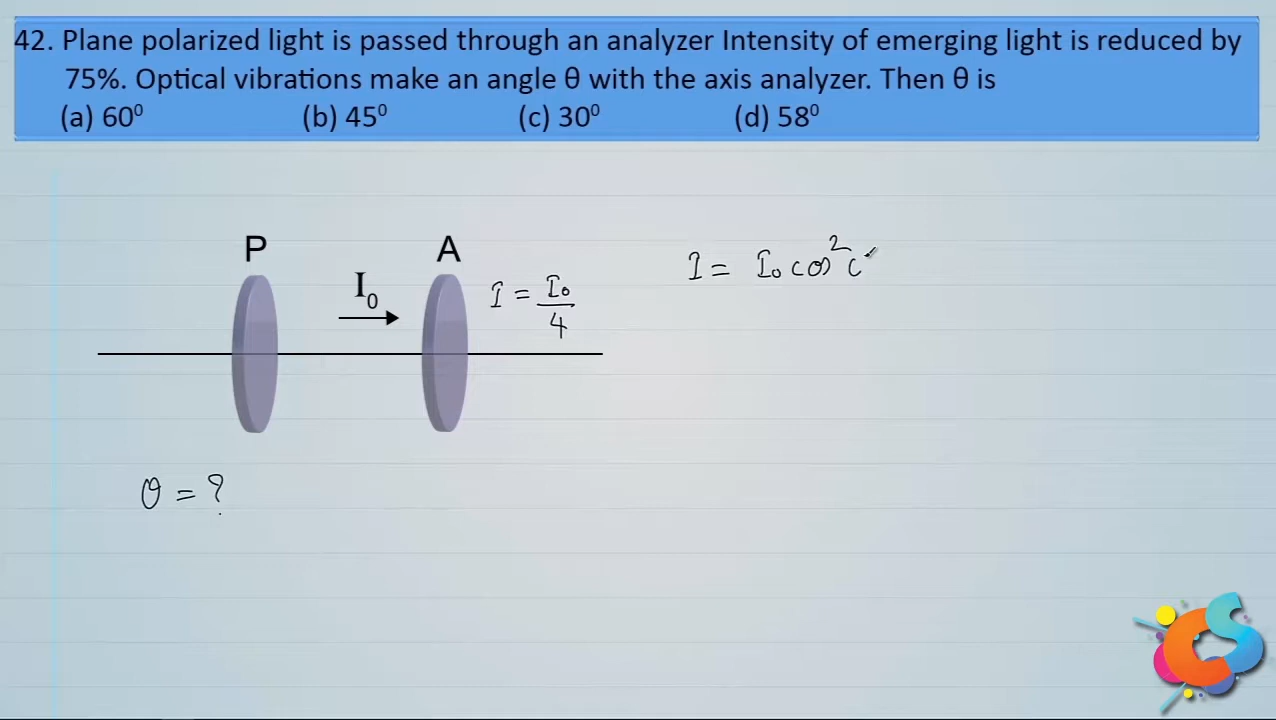 42. Plane polarized light is passed through an analyzer Intensity of emerging light is reduced by
75%. Optical vibrations make an angle θ with the axis analyzer. Then θ is
(a) 60⁰ (b) 45⁰ (c) 30⁰ (d) 58⁰
P A
I₀ I = I₀/4 I = I₀ cos²
θ = ?
CS